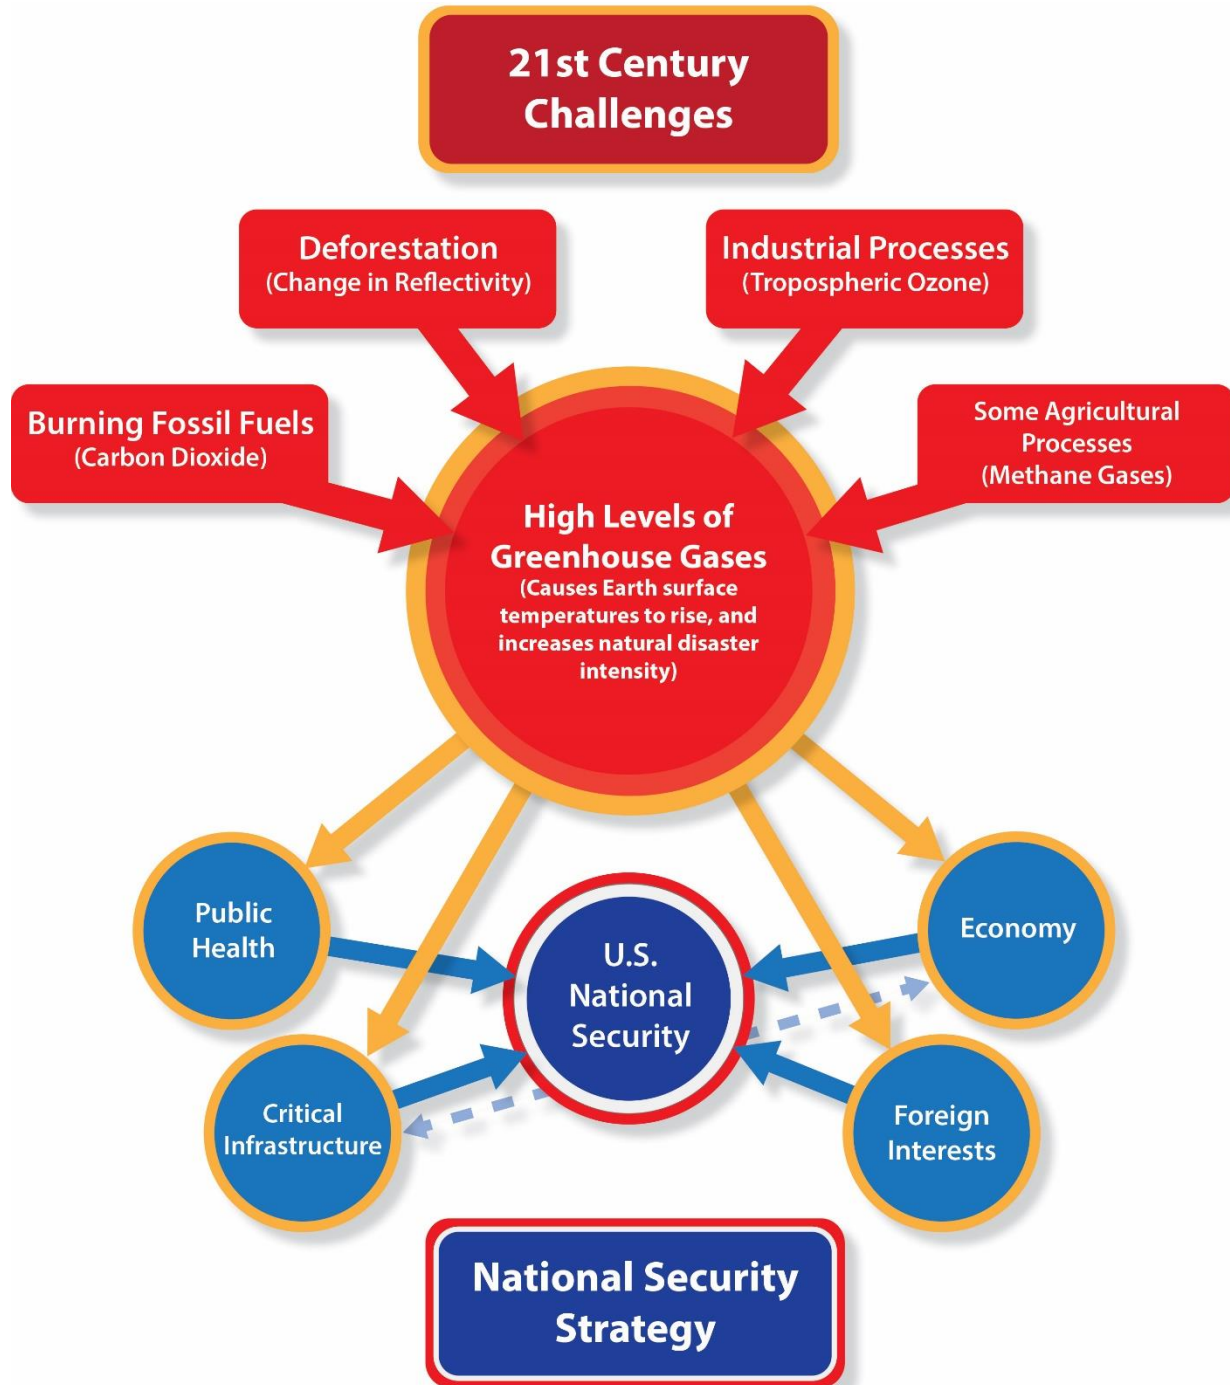 21st Century
Challenges
Deforestation
(Change in Reflectivity)
Industrial Processes
(Tropospheric Ozone)
Burning Fossil Fuels
(Carbon Dioxide)
Some Agricultural
Processes
(Methane Gases)
High Levels of
Greenhouse Gases
(Causes Earth surface
temperatures to rise, and
increases natural disaster
intensity)
Public
Health
U.S.
National
Security
Economy
Critical
Infrastructure
Foreign
Interests
National Security
Strategy